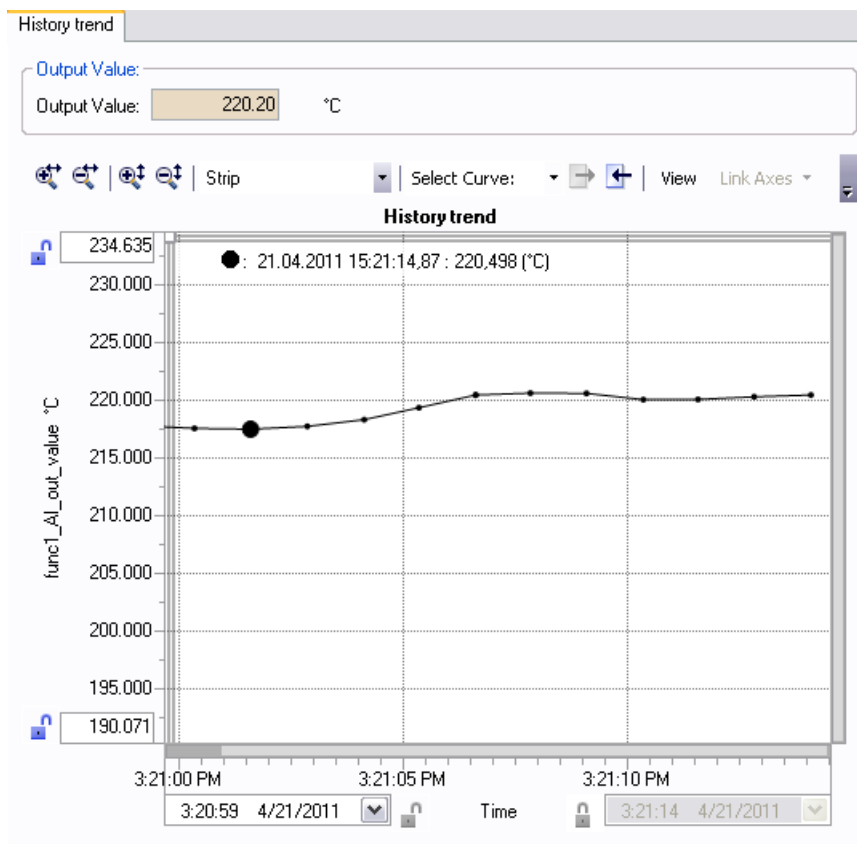 History trend
Output Value:
Output Value: 220.20 °C
Strip Select Curve: View Link Axes
History trend
234.635
●: 21.04.2011 15:21:14,87 : 220,498 (°C)
230.000
225.000
220.000
215.000
210.000
205.000
200.000
195.000
190.071
func1_AI_out_value °C
3:21:00 PM 3:21:05 PM 3:21:10 PM
3:20:59 4/21/2011 Time 3:21:14 4/21/2011